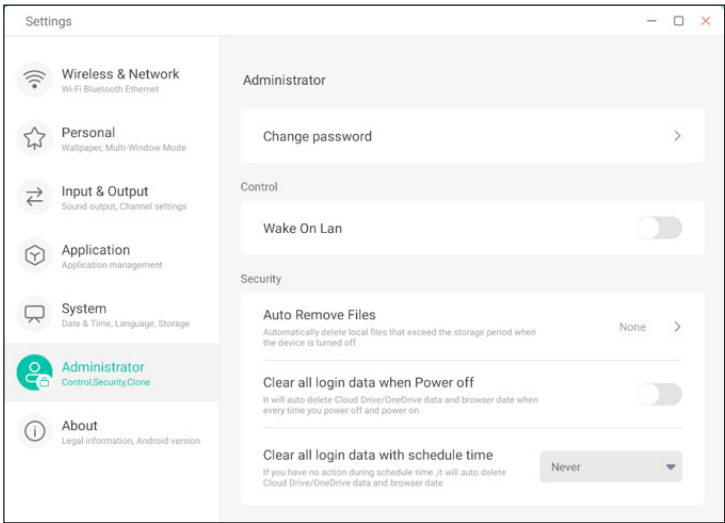 Settings
Wireless & Network
Wi-Fi Bluetooth Ethernet
Personal
Wallpaper, Multi-Window Mode
Input & Output
Sound output, Channel settings
Application
Application management
System
Date & Time, Language, Storage
Administrator
Control,Security,Clone
About
Legal information, Android version
Administrator
Change password
Control
Wake On Lan
Security
Auto Remove Files
Automatically delete local files that exceed the storage period when
the device is turned off
None
Clear all login data when Power off
It will auto delete Cloud Drive/OneDrive data and browser date when
every time you power off and power on
Clear all login data with schedule time
If you have no action during schedule time ,it will auto delete
Cloud Drive/OneDrive data and browser date
Never